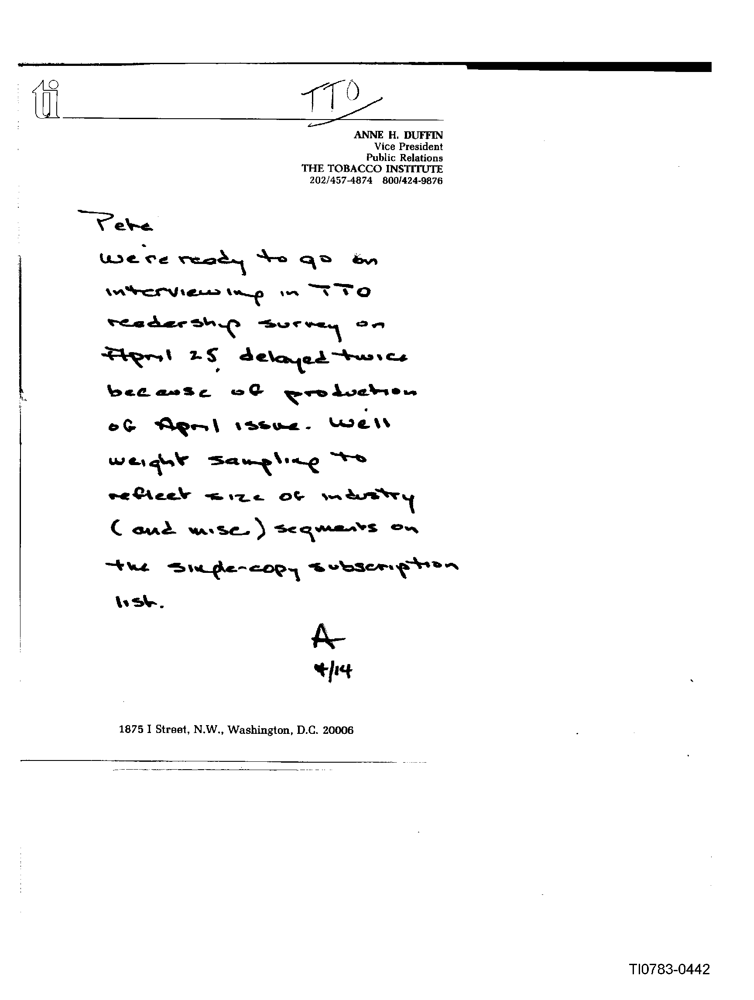 ti
TTO
ANNE H. DUFFIN
Vice President
Public Relations
THE TOBACCO INSTITUTE
202/457-4874 800/424-9876
Pete
We're ready to go on
interviewing in TTO
readership survey on
April 25, delayed twice
because of production
of April issue. We'll
weight sampling to
reflect size of industry
(and misc.) segments on
the single-copy subscription
list.
A
4/14
1875 I Street, N.W., Washington, D.C. 20006
TI0783-0442